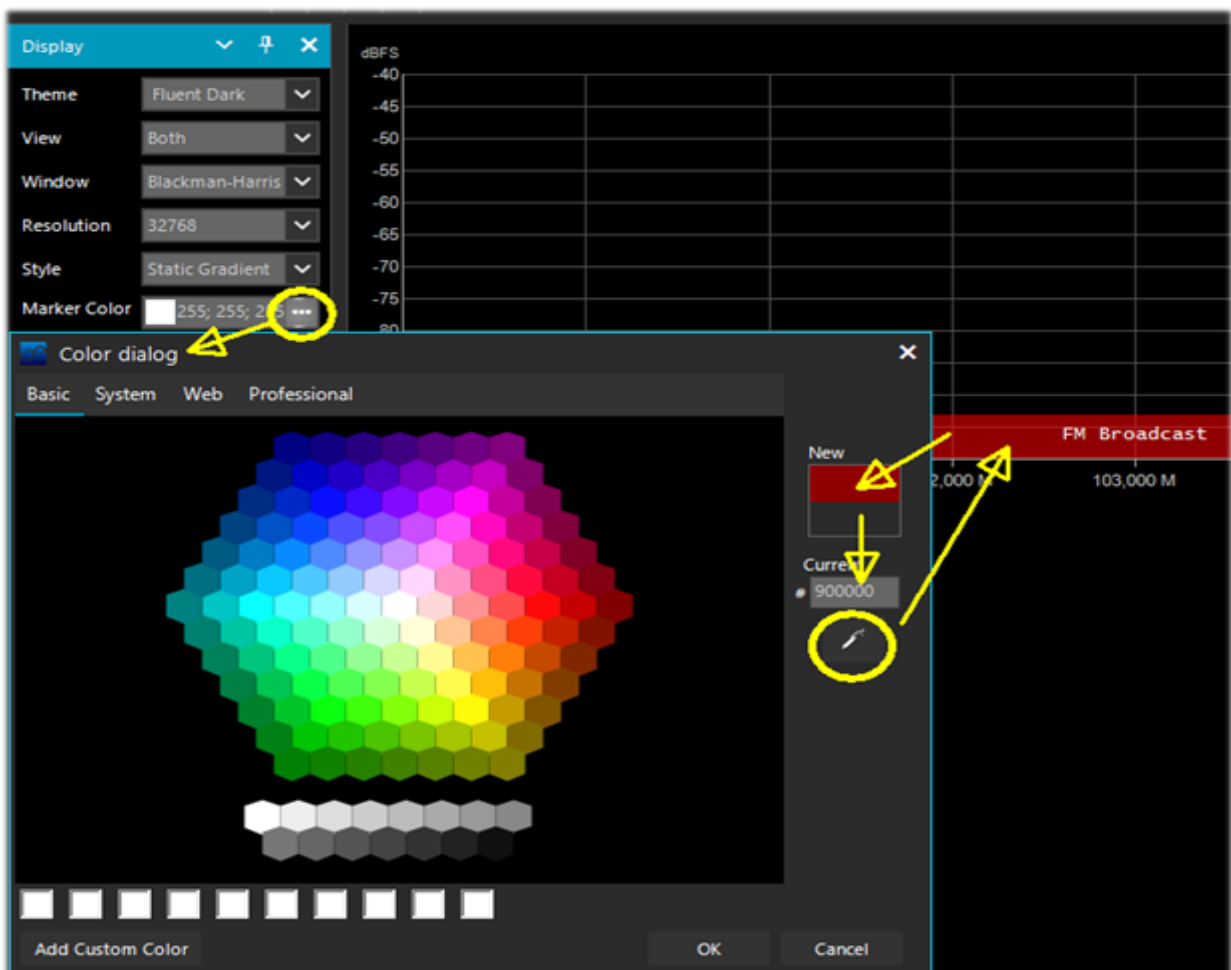 Display
Theme Fluent Dark
View Both
Window Blackman-Harris
Resolution 32768
Style Static Gradient
Marker Color 255; 255;
dBFS
-40
-45
-50
-55
-60
-65
-70
-75
80
Color dialog
Basic System Web Professional
New
Current
# 900000
Add Custom Color
OK
Cancel
FM Broadcast
2,000 M
103,000 M